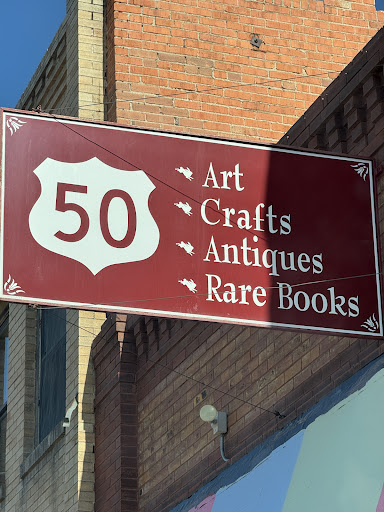 50
Art
Crafts
Antiques
Rare Books